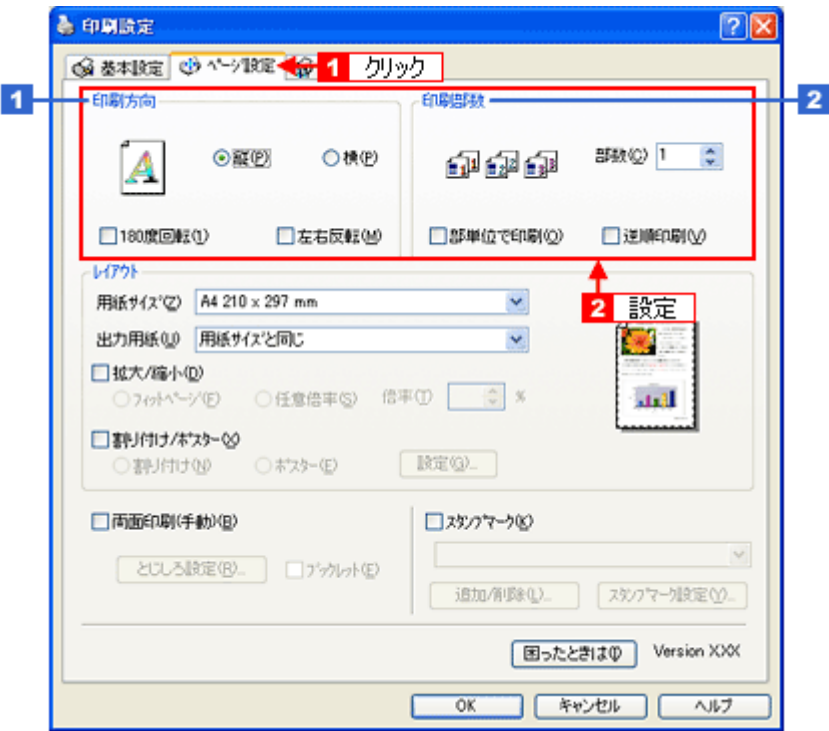 印刷設定
基本設定 ページ設定 1 クリック
1 印刷方向 印刷部数 2
縦(P) 横(P) 1 1 2 2 3 3 部数(C) 1
180度回転(1) 左右反転(M) 部単位で印刷(O) 逆順印刷(V)
レイアウト
2 設定
用紙サイズ(Z) A4 210 x 297 mm
出力用紙(U) 用紙サイズと同じ
拡大/縮小(D)
フィットページ(F) 任意倍率(S) 倍率(T) %
割り付け/ポスター(X)
割り付け(N) ポスター(E) 設定(G)...
両面印刷(手動)(B) スタンプマーク(K)
とじしろ設定(R)... ブックレット(E)
追加/削除(L)... スタンプマーク設定(Y)...
困ったときは(I) Version XXX
OK キャンセル ヘルプ